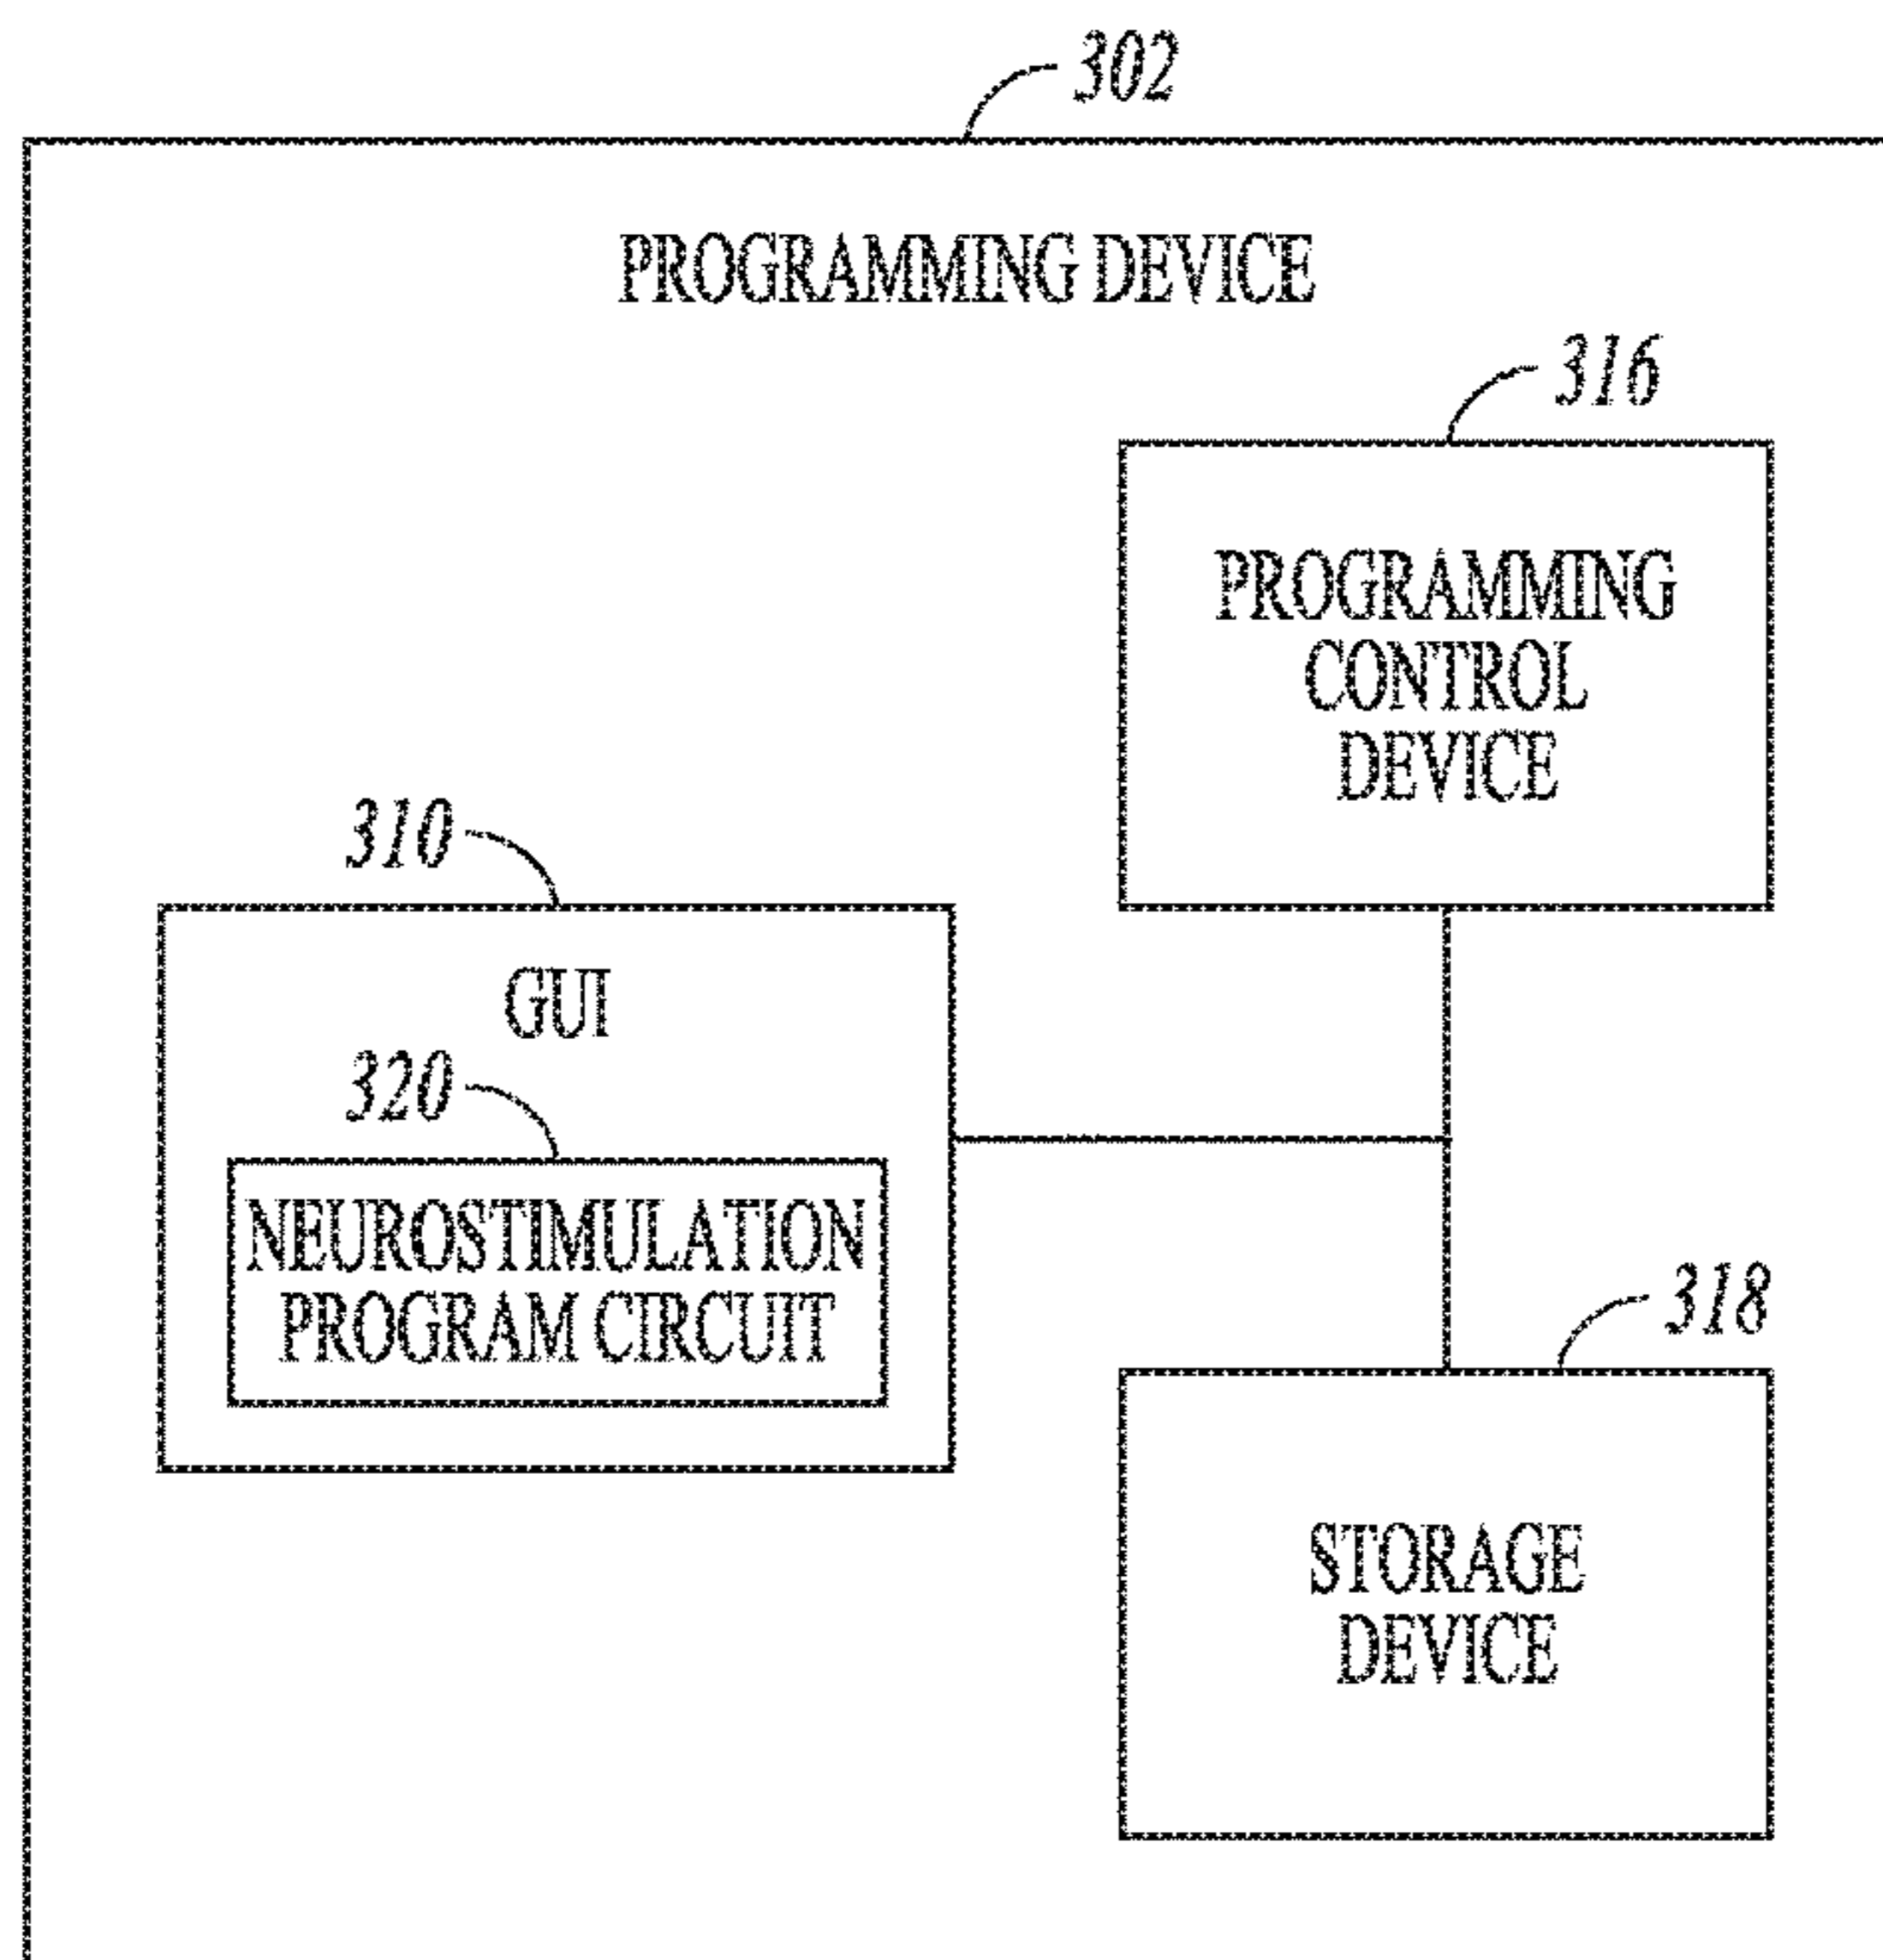 302
PROGRAMMING DEVICE
316
PROGRAMMING
CONTROL
DEVICE
310
GUI
320
NEUROSTIMULATION
PROGRAM CIRCUIT
318
STORAGE
DEVICE